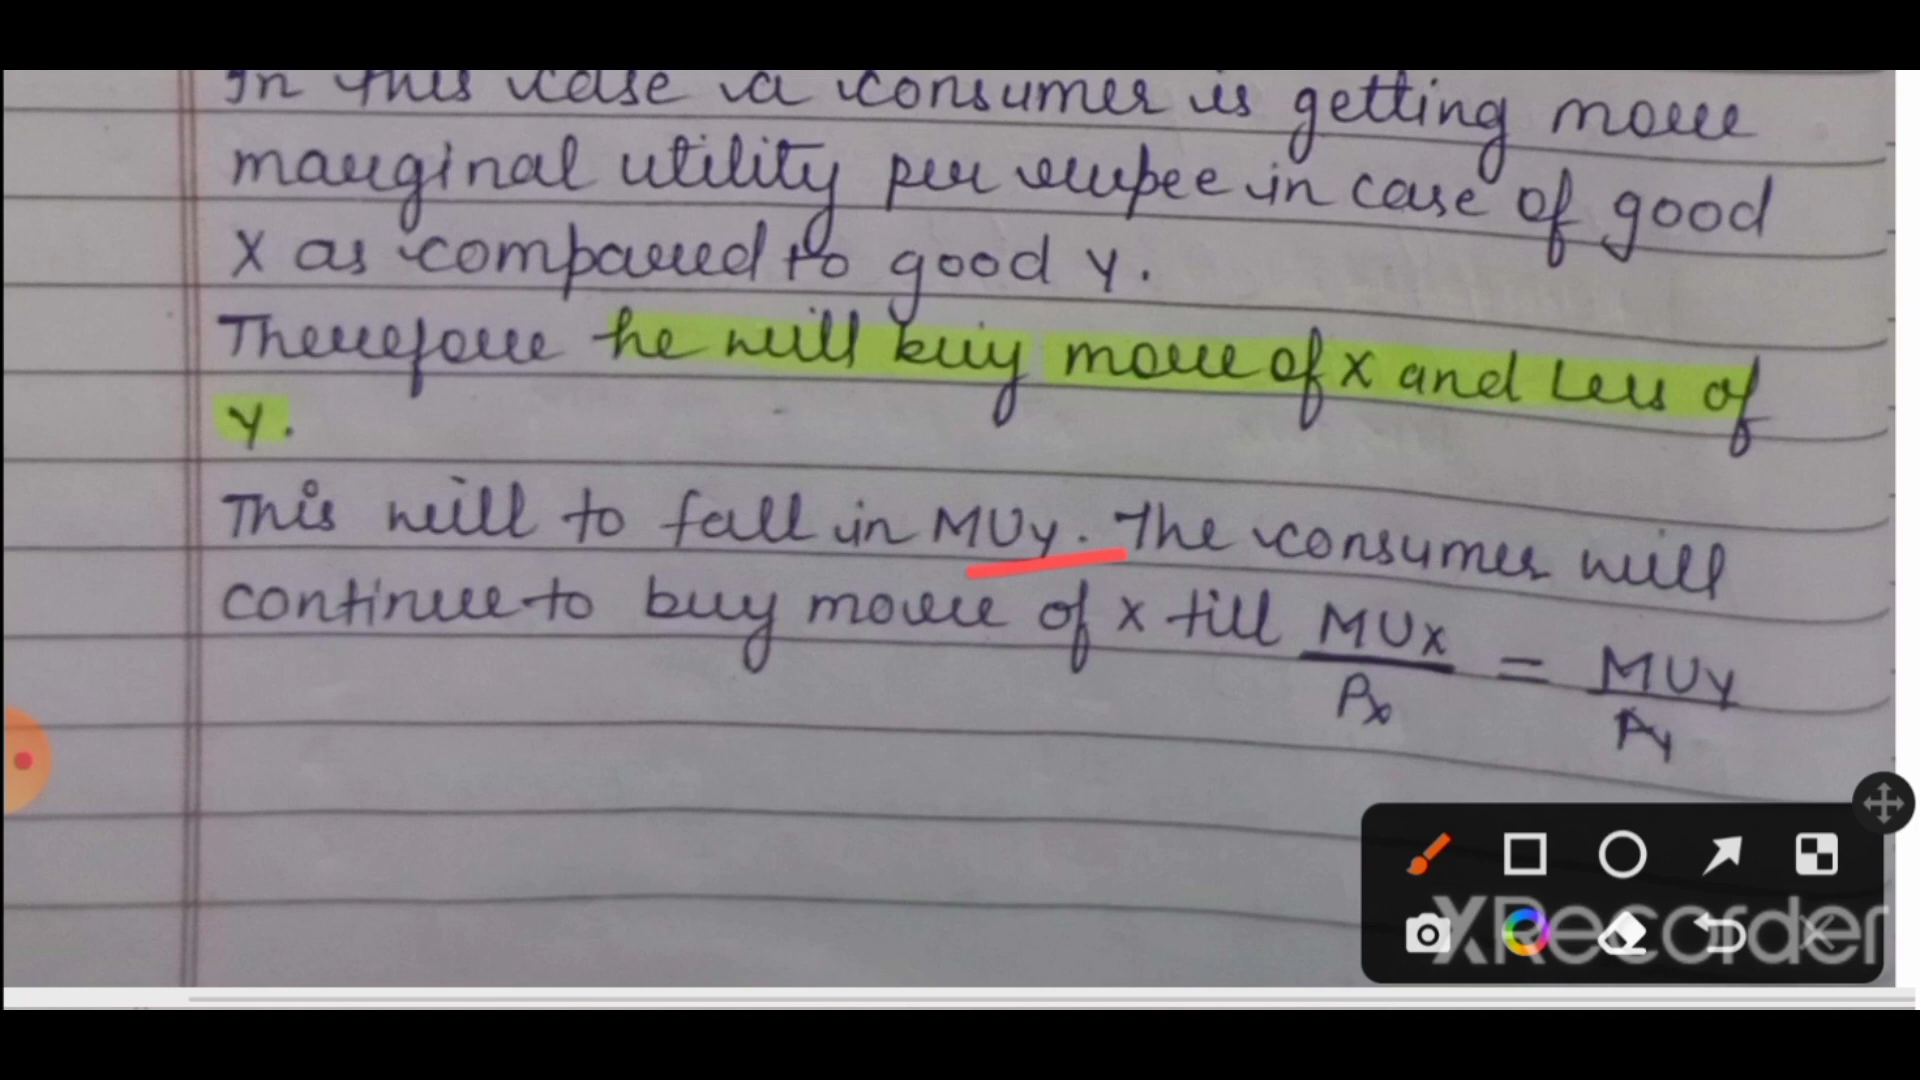 In this case a consumer is getting more
marginal utility per rupee in case of good
X as compared to good Y.
Therefore he will buy more of X and Less of
Y.
This will to fall in MUy. The consumer will
continue to buy more of X till MUx/Px = MUy/Py
XRecorder